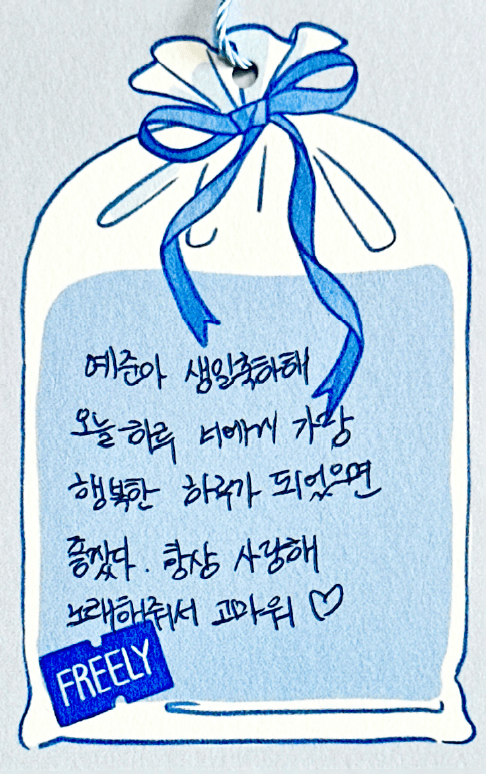 예준아 생일축하해
오늘 하루 너에게 가장
행복한 하루가 되었으면
좋겠다. 항상 사랑해
노래해줘서 고마워 ♡
FREELY